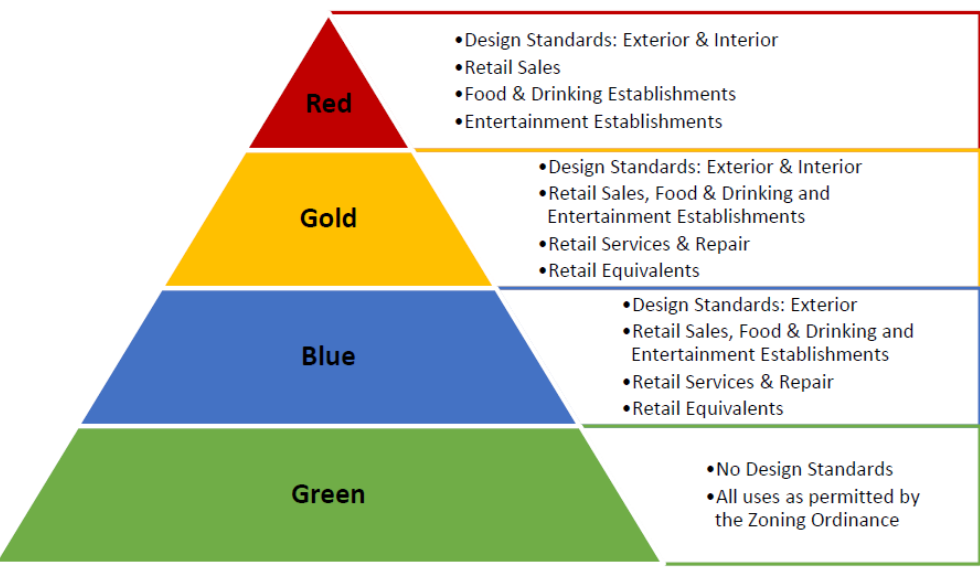 Red
•Design Standards: Exterior & Interior
•Retail Sales
•Food & Drinking Establishments
•Entertainment Establishments
Gold
•Design Standards: Exterior & Interior
•Retail Sales, Food & Drinking and
Entertainment Establishments
•Retail Services & Repair
•Retail Equivalents
Blue
•Design Standards: Exterior
•Retail Sales, Food & Drinking and
Entertainment Establishments
•Retail Services & Repair
•Retail Equivalents
Green
•No Design Standards
•All uses as permitted by
the Zoning Ordinance